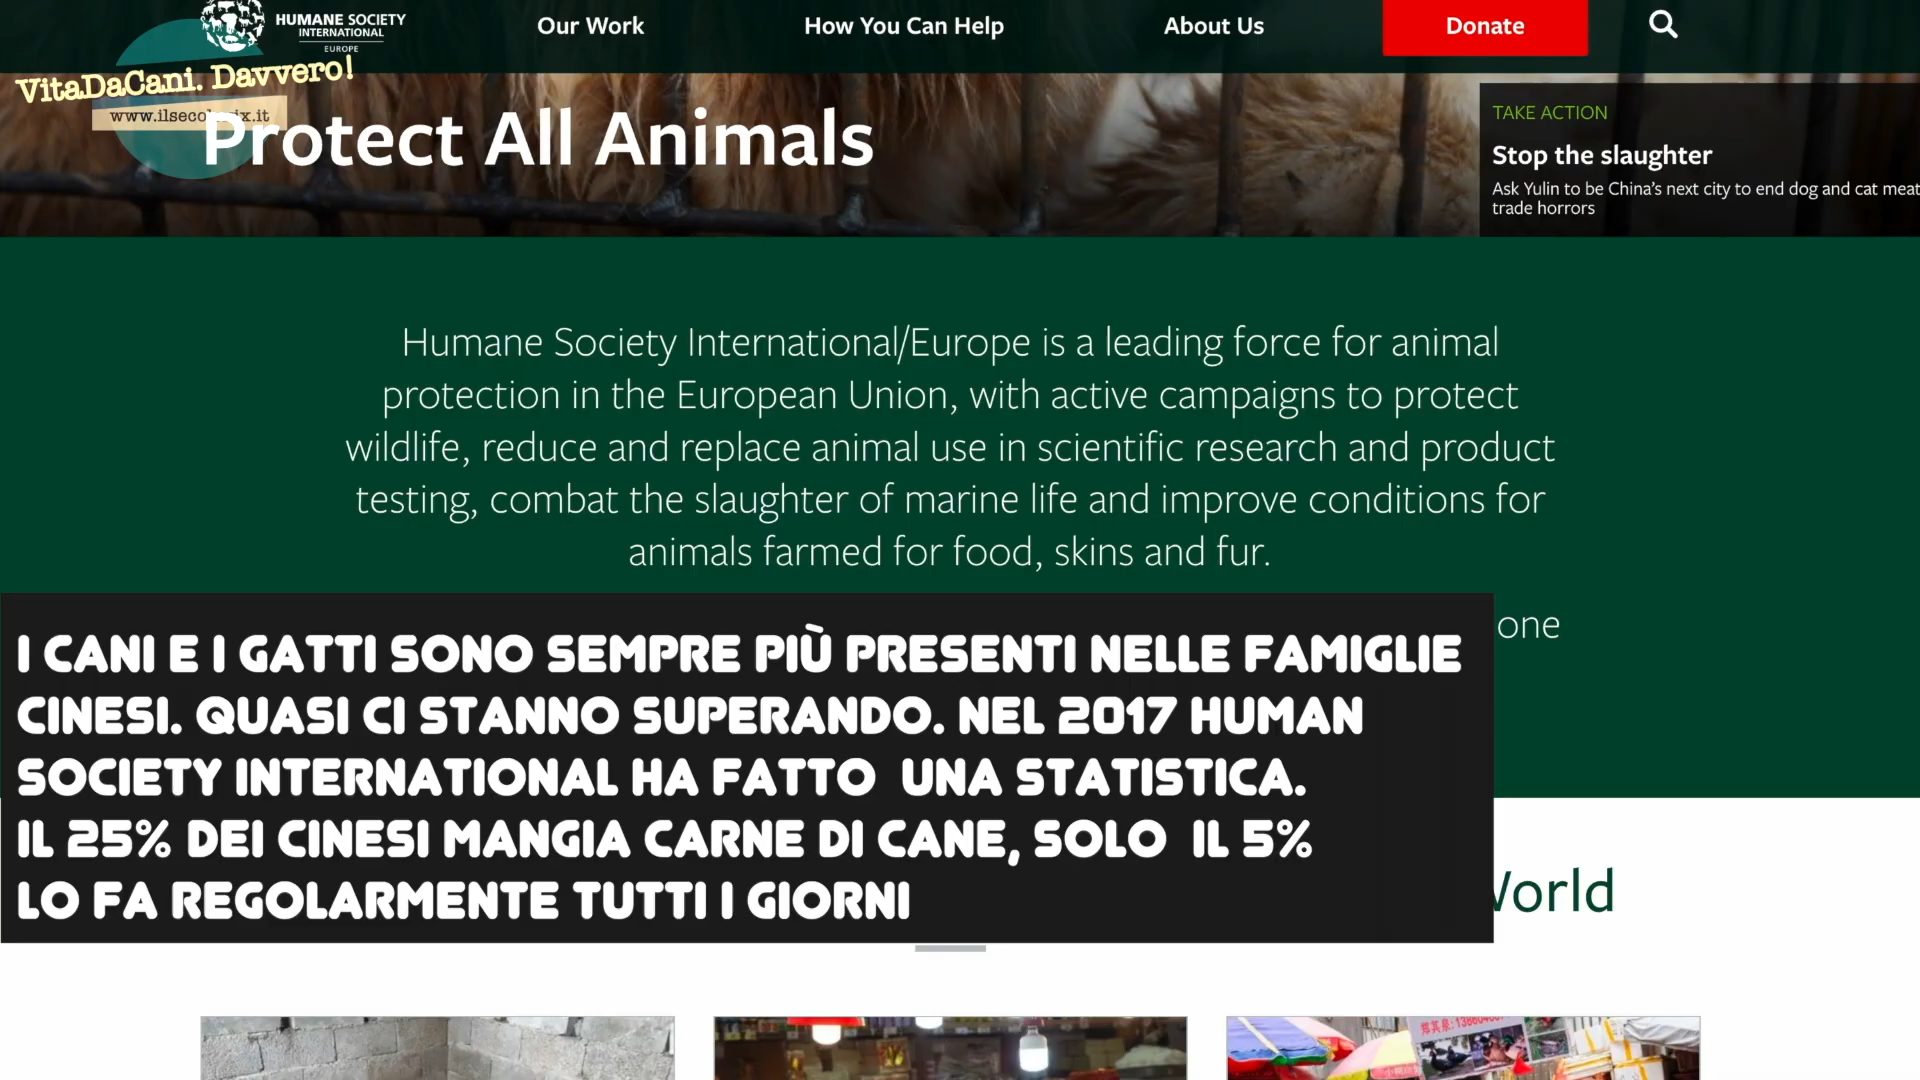 HUMANE SOCIETY
INTERNATIONAL
EUROPE
Our Work
How You Can Help
About Us
Donate
VitaDaCani. Davvero!
Protect All Animals
TAKE ACTION
Stop the slaughter
Ask Yulin to be China's next city to end dog and cat meat
trade horrors
Humane Society International/Europe is a leading force for animal
protection in the European Union, with active campaigns to protect
wildlife, reduce and replace animal use in scientific research and product
testing, combat the slaughter of marine life and improve conditions for
animals farmed for food, skins and fur.
one
I CANI E I GATTI SONO SEMPRE PIÙ PRESENTI NELLE FAMIGLIE
CINESI. QUASI CI STANNO SUPERANDO. NEL 2017 HUMAN
SOCIETY INTERNATIONAL HA FATTO UNA STATISTICA.
IL 25% DEI CINESI MANGIA CARNE DI CANE, SOLO IL 5%
LO FA REGOLARMENTE TUTTI I GIORNI
World